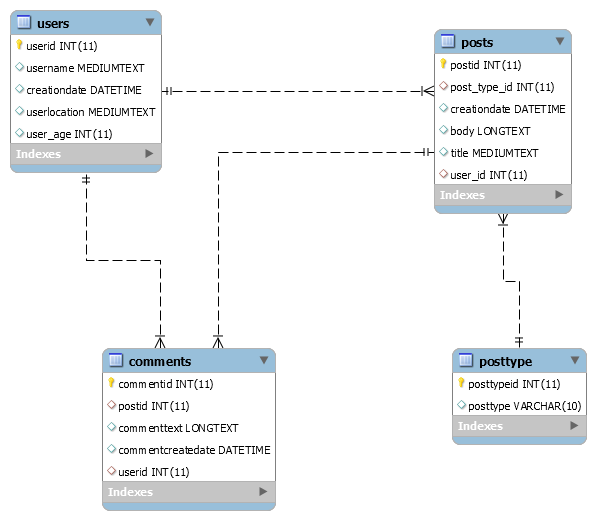 users
userid INT(11)
username MEDIUMTEXT
creationdate DATETIME
userlocation MEDIUMTEXT
user_age INT(11)
Indexes
posts
postid INT(11)
post_type_id INT(11)
creationdate DATETIME
body LONGTEXT
title MEDIUMTEXT
user_id INT(11)
Indexes
comments
commentid INT(11)
postid INT(11)
commenttext LONGTEXT
commentcreatedate DATETIME
userid INT(11)
Indexes
posttype
posttypeid INT(11)
posttype VARCHAR(10)
Indexes